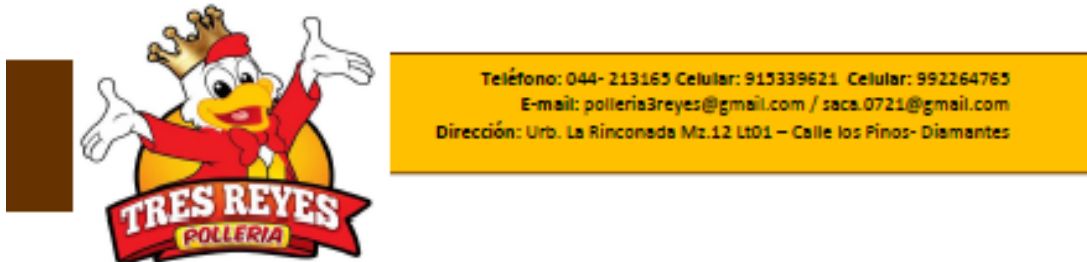 TRES REYES
POLLERIA
Teléfono: 044- 213165 Celular: 915339621 Celular: 992264765
E-mail: polleria3reyes@gmail.com / saca.0721@gmail.com
Dirección: Urb. La Rinconada Mz.12 Lt01 – Calle los Pinos- Diamantes